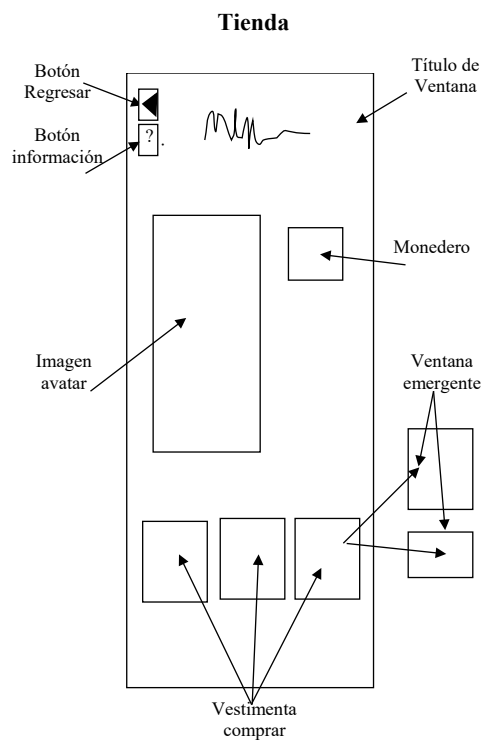 Tienda
Botón
Regresar
Título de
Ventana
Botón
información
?
.
Monedero
Imagen
avatar
Ventana
emergente
Vestimenta
comprar